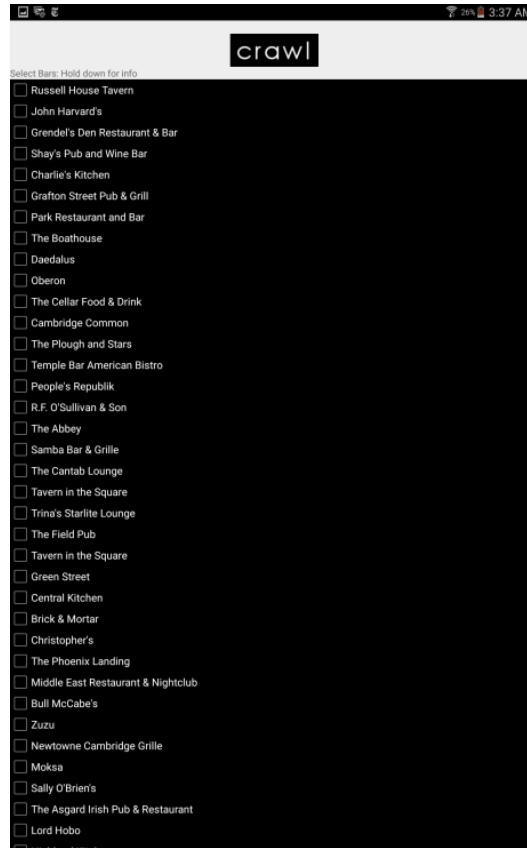 26% 3:37 AM
crawl
Select Bars: Hold down for info
Russell House Tavern
John Harvard's
Grendel's Den Restaurant & Bar
Shay's Pub and Wine Bar
Charlie's Kitchen
Grafton Street Pub & Grill
Park Restaurant and Bar
The Boathouse
Daedalus
Oberon
The Cellar Food & Drink
Cambridge Common
The Plough and Stars
Temple Bar American Bistro
People's Republik
R.F. O'Sullivan & Son
The Abbey
Samba Bar & Grille
The Cantab Lounge
Tavern in the Square
Trina's Starlite Lounge
The Field Pub
Tavern in the Square
Green Street
Central Kitchen
Brick & Mortar
Christopher's
The Phoenix Landing
Middle East Restaurant & Nightclub
Bull McCabe's
Zuzu
Newtowne Cambridge Grille
Moksa
Sally O'Brien's
The Asgard Irish Pub & Restaurant
Lord Hobo